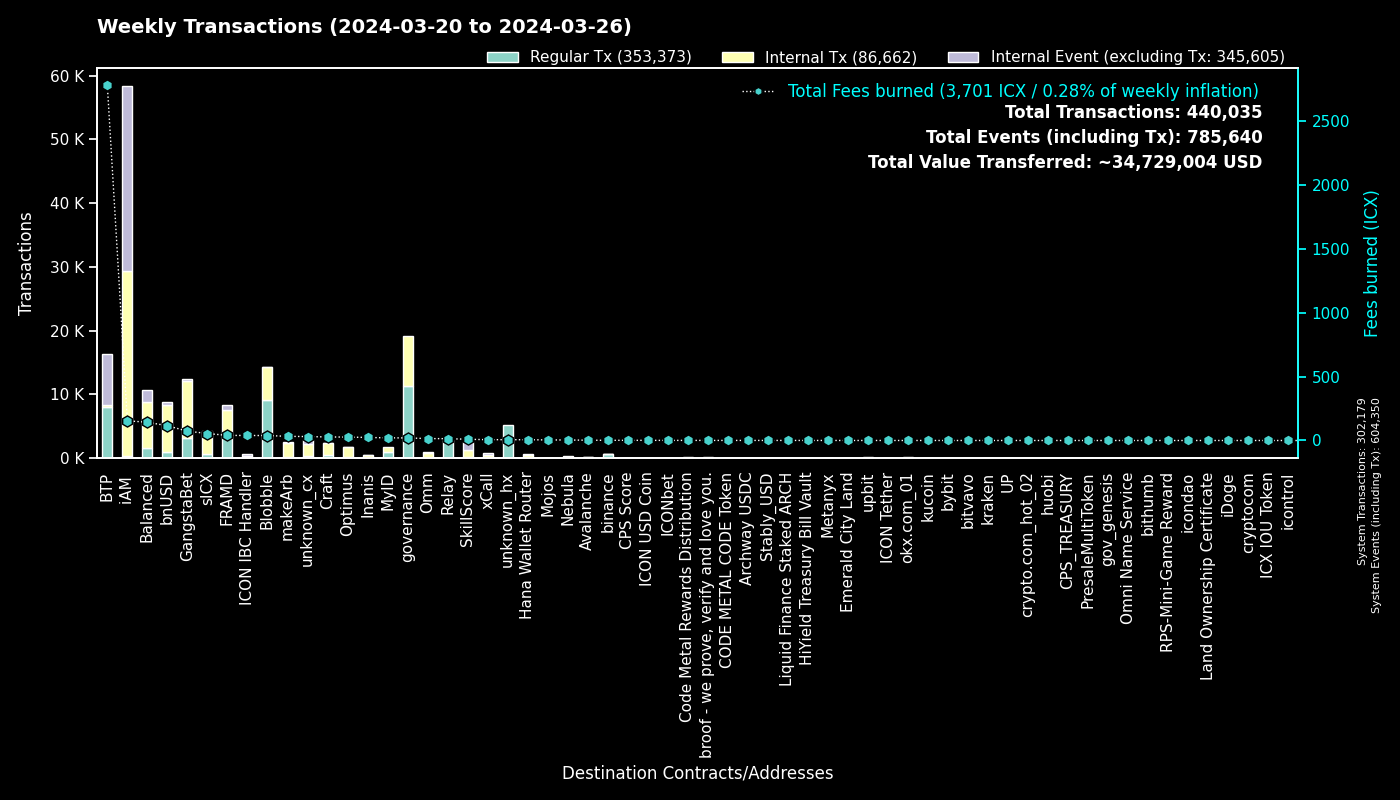 Weekly Transactions (2024-03-20 to 2024-03-26)
Regular Tx (353,373)
Internal Tx (86,662)
Internal Event (excluding Tx: 345,605)
Total Fees burned (3,701 ICX / 0.28% of weekly inflation)
Total Transactions: 440,035
Total Events (including Tx): 785,640
Total Value Transferred: ~34,729,004 USD
Transactions
60 K
50 K
40 K
30 K
20 K
10 K
0 K
2500
2000
1500
1000
500
0
Fees burned (ICX)
System Transactions: 302,179
System Events (including Tx): 604,350
BTP
iAM
Balanced
bnUSD
GangstaBet
sICX
FRAMD
ICON IBC Handler
Blobble
makeArb
unknown_cx
Craft
Optimus
Inanis
MyID
governance
Omm
Relay
SkillScore
xCall
unknown_hx
Hana Wallet Router
Mojos
Nebula
Avalanche
binance
CPS Score
ICON USD Coin
ICONbet
Code Metal Rewards Distribution
broof - we prove, verify and love you.
CODE METAL CODE Token
Archway USDC
Stably_USD
Liquid Finance Staked ARCH
HiYield Treasury Bill Vault
Metanyx
Emerald City Land
upbit
ICON Tether
okx.com_01
kucoin
bybit
bitvavo
kraken
UP
crypto.com_hot_02
huobi
CPS_TREASURY
PresaleMultiToken
gov_genesis
Omni Name Service
bithumb
RPS-Mini-Game Reward
icondao
Land Ownership Certificate
iDoge
cryptocom
ICX IOU Token
icontrol
Destination Contracts/Addresses